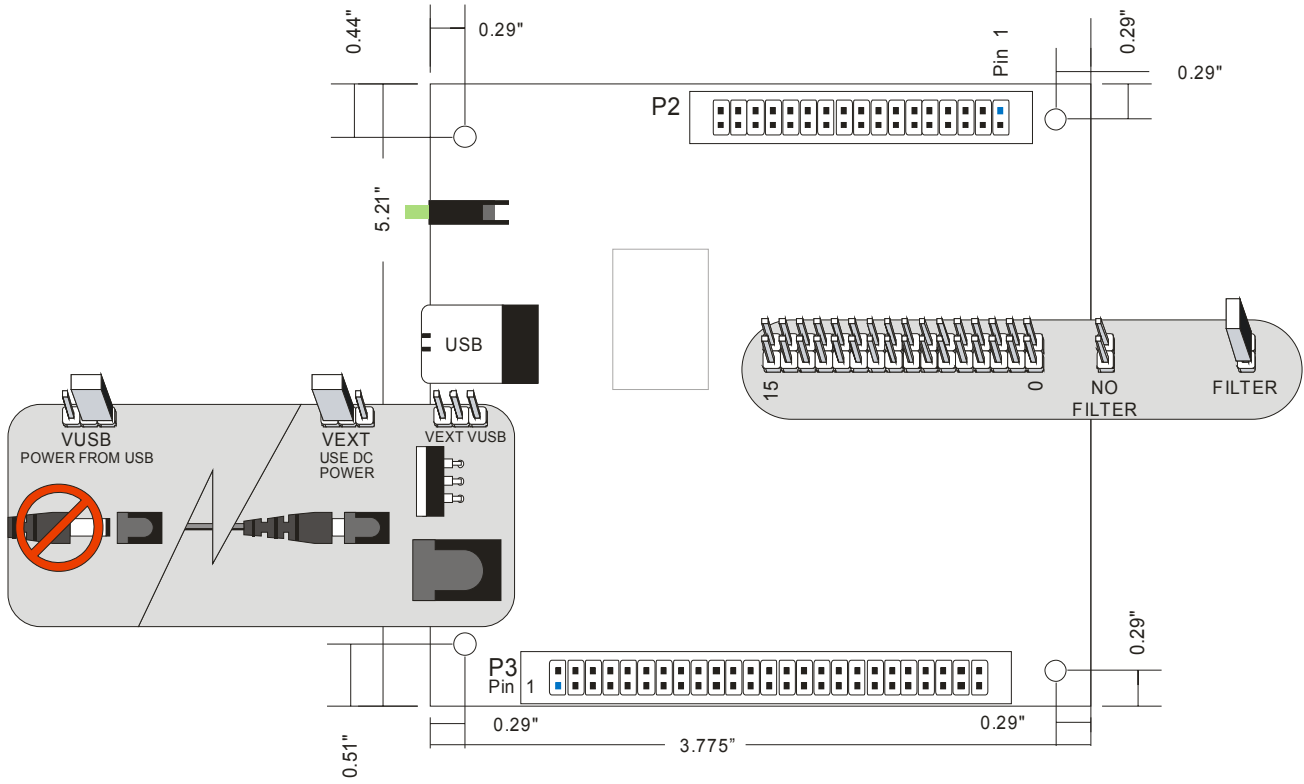 0.44"
0.29"
Pin 1
0.29"
0.29"
P2
5.21"
USB
15
0
NO
FILTER
FILTER
VUSB
POWER FROM USB
VEXT
USE DC
POWER
VEXT VUSB
P3
Pin 1
0.29"
0.51"
0.29"
0.29"
3.775"